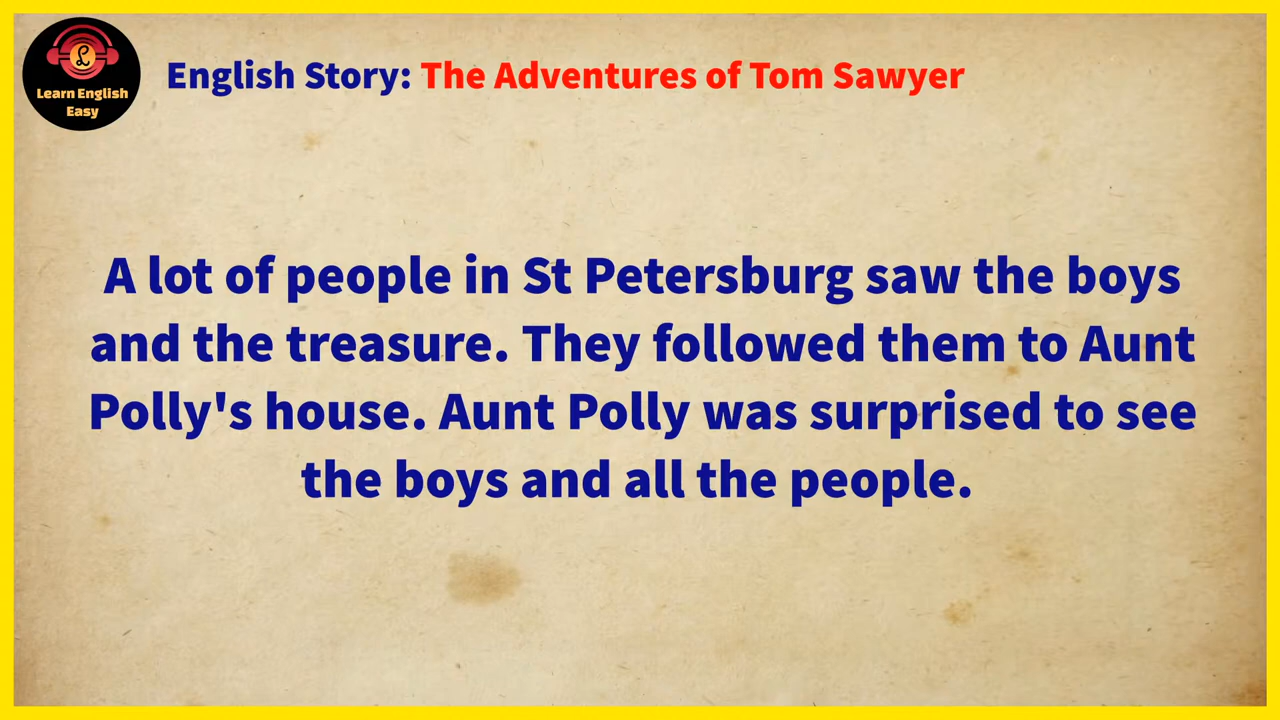 Learn English
Easy
English Story: The Adventures of Tom Sawyer
A lot of people in St Petersburg saw the boys
and the treasure. They followed them to Aunt
Polly's house. Aunt Polly was surprised to see
the boys and all the people.